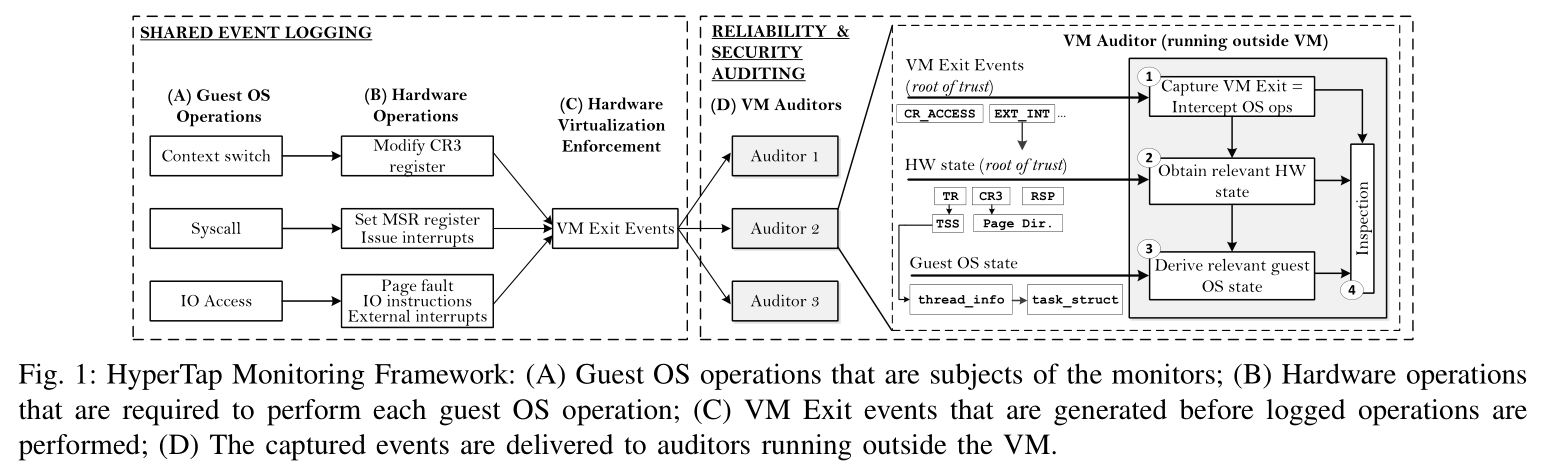 SHARED EVENT LOGGING
(A) Guest OS
Operations
(B) Hardware
Operations
(C) Hardware
Virtualization
Enforcement
Context switch
Modify CR3
register
Syscall
Set MSR register
Issue interrupts
VM Exit Events
IO Access
Page fault
IO instructions
External interrupts
RELIABILITY &
SECURITY
AUDITING
(D) VM Auditors
Auditor 1
Auditor 2
Auditor 3
VM Auditor (running outside VM)
VM Exit Events
(root of trust)
CR_ACCESS
EXT_INT
...
HW state (root of trust)
TR
CR3
RSP
TSS
Page Dir.
Guest OS state
thread_info
task_struct
1
Capture VM Exit =
Intercept OS ops
2
Obtain relevant HW
state
3
Derive relevant guest
OS state
Inspection
4
Fig. 1: HyperTap Monitoring Framework: (A) Guest OS operations that are subjects of the monitors; (B) Hardware operations
that are required to perform each guest OS operation; (C) VM Exit events that are generated before logged operations are
performed; (D) The captured events are delivered to auditors running outside the VM.